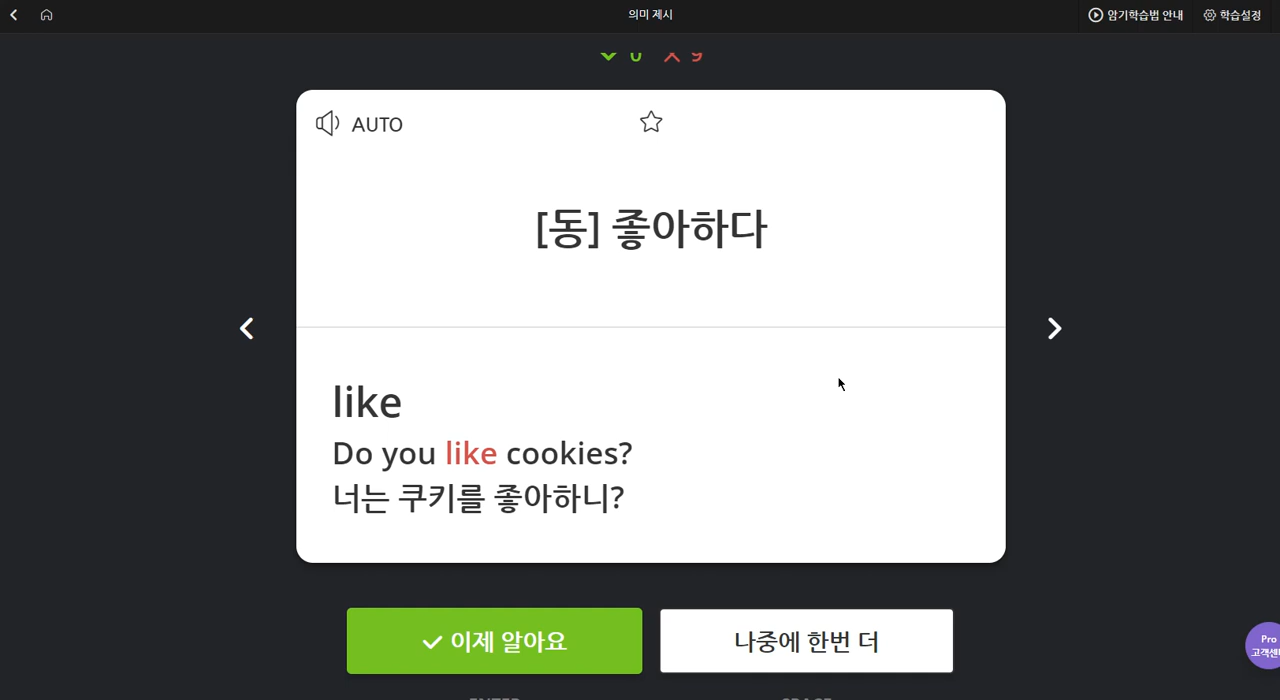 의미 제시
암기학습법 안내
학습설정
AUTO
[동] 좋아하다
like
Do you like cookies?
너는 쿠키를 좋아하니?
이제 알아요
나중에 한번 더
Pro